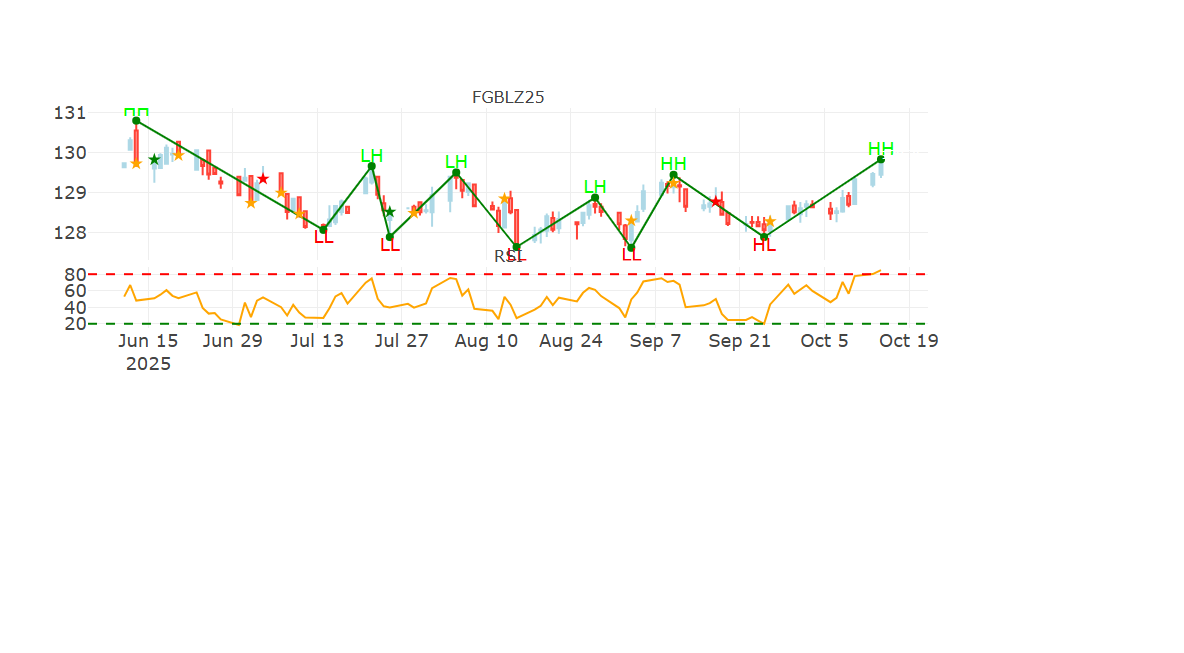 FGBLZ25
131
130
129
128
HH
LL
LH
LL
LH
LL
LH
LL
HH
HL
HH
RSI
80
60
40
20
Jun 15 Jun 29 Jul 13 Jul 27 Aug 10 Aug 24 Sep 7 Sep 21 Oct 5 Oct 19
2025